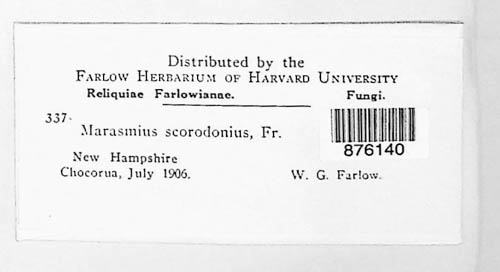 Distributed by the
FARLOW HERBARIUM OF HARVARD UNIVERSITY
Reliquiae Farlowianae. Fungi.
337.
Marasmius scorodonius, Fr.
876140
New Hampshire
Chocorua, July 1906. W. G. Farlow.